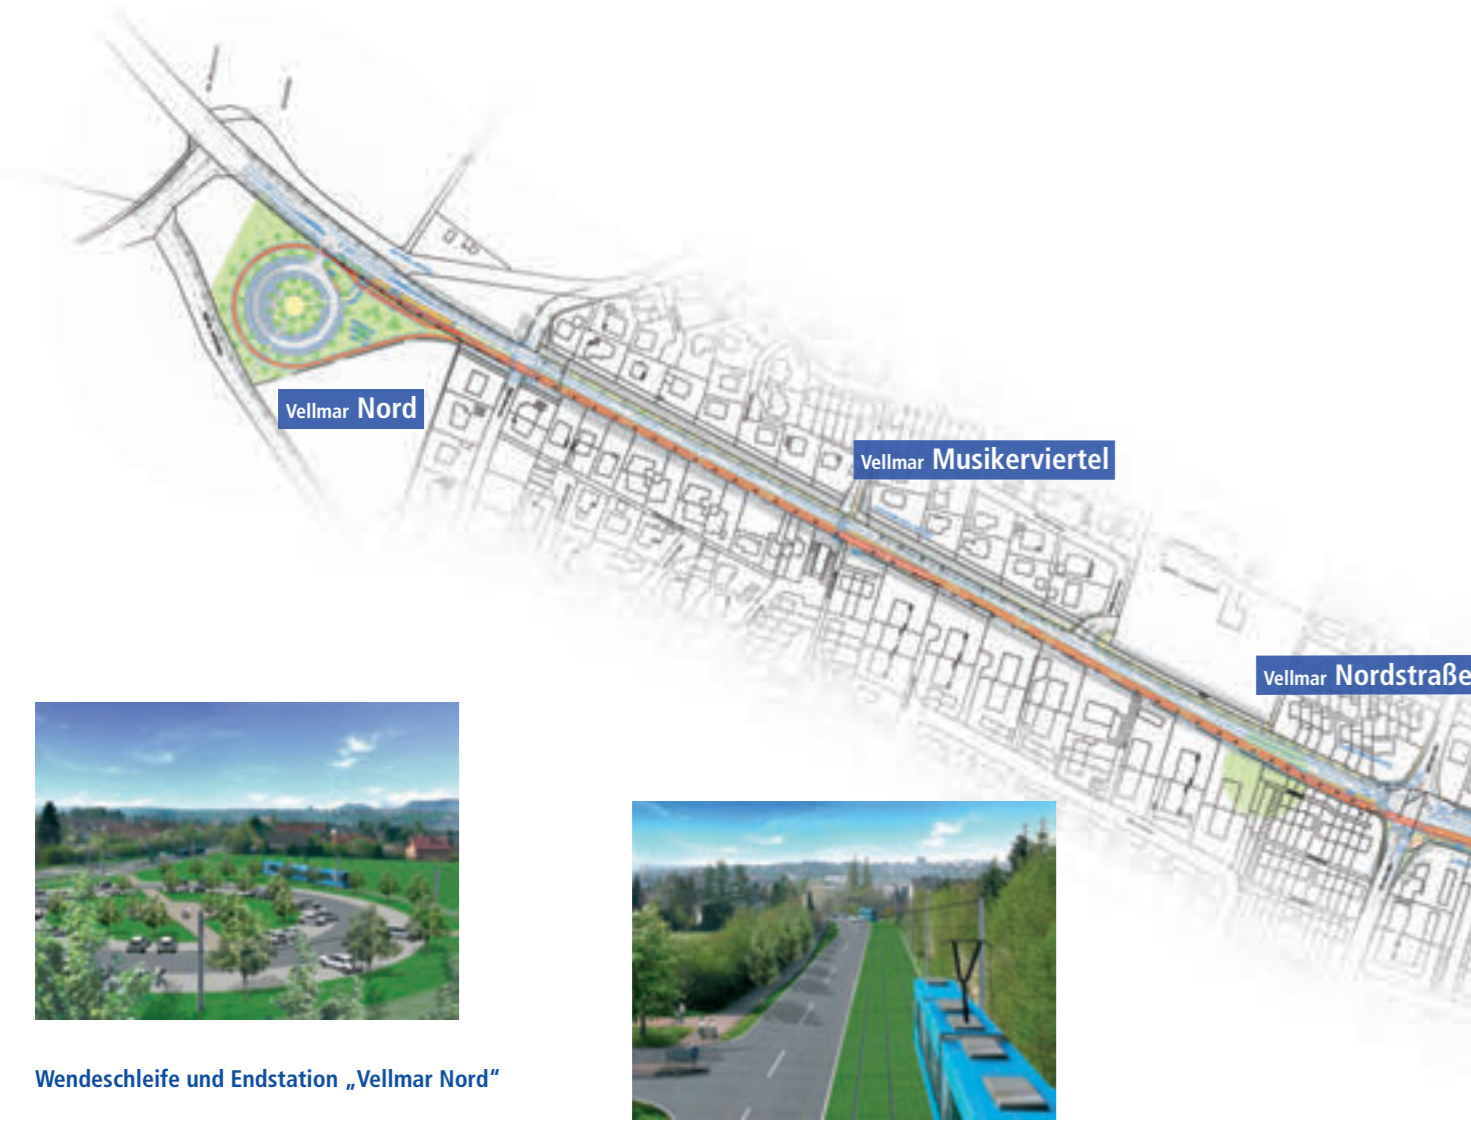 Vellmar Nord
Vellmar Musikerviertel
Vellmar Nordstraße
Wendeschleife und Endstation „Vellmar Nord“